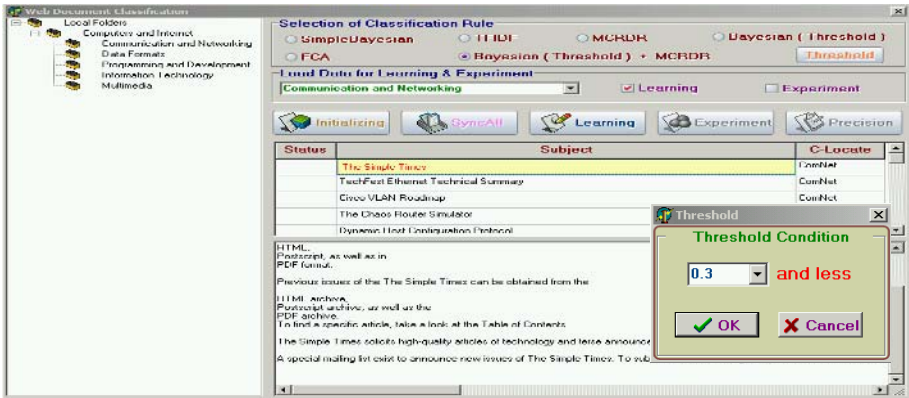 Web Document Classification
Local Folders
Computers and Internet
Communication and Networking
Data Formats
Programming and Development
Information Technology
Multimedia
Selection of Classification Rule
SimpleBayesian
TFIDF
MCRDR
Bayesian ( Threshold )
FCA
Bayesian ( Threshold ) + MCRDR
Threshold
Load Data for Learning & Experiment
Communication and Networking
Learning
Experiment
Initializing
SyncAll
Learning
Experiment
Precision
Status Subject C-Locate
The Simple Times ComNet
TechFest Ethernet Technical Summary ComNet
Cisco VLAN Roadmap ComNet
The Chaos Router Simulator
Dynamic Host Configuration Protocol
HTML,
Postscript, as well as in
PDF format.
Previous issues of the The Simple Times can be obtained from the
HTML archive,
Postscript archive, as well as the
PDF archive.
To find a specific article, take a look at the Table of Contents
The Simple Times solicits high-quality articles of technology and terse announce
A special mailing list exist to announce new issues of The Simple Times. To sub
Threshold
Threshold Condition
0.3 and less
OK Cancel